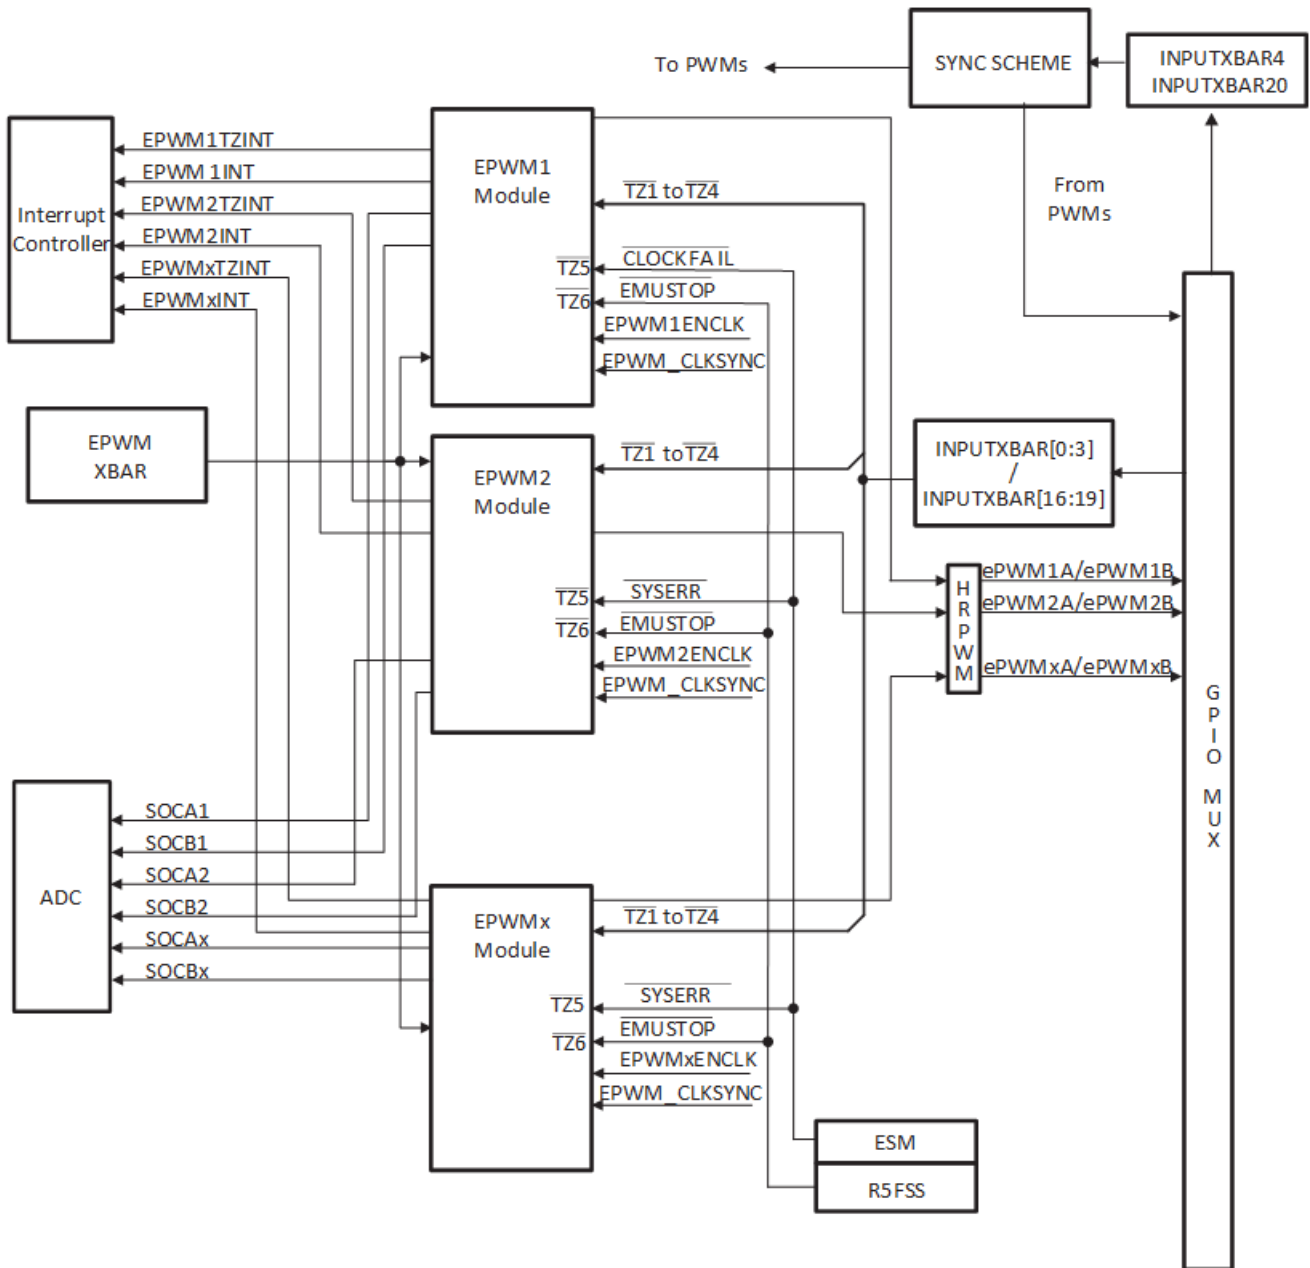 To PWMs
SYNC SCHEME
INPUTXBAR4
INPUTXBAR20
From
PWMs
Interrupt
Controller
EPWM1TZINT
EPWM1INT
EPWM2TZINT
EPWM2INT
EPWMxTZINT
EPWMxINT
EPWM1
Module
TZ1 to TZ4
TZ5
CLOCKFAIL
TZ6
EMUSTOP
EPWM1ENCLK
EPWM_CLKSYNC
EPWM
XBAR
EPWM2
Module
TZ1 to TZ4
TZ5
SYSERR
TZ6
EMUSTOP
EPWM2ENCLK
EPWM_CLKSYNC
INPUTXBAR[0:3]
/
INPUTXBAR[16:19]
HRPWM
ePWM1A/ePWM1B
ePWM2A/ePWM2B
ePWMxA/ePWMxB
GPIO MUX
ADC
SOCA1
SOCB1
SOCA2
SOCB2
SOCAx
SOCBx
EPWMx
Module
TZ1 to TZ4
TZ5
SYSERR
TZ6
EMUSTOP
EPWMxENCLK
EPWM_CLKSYNC
ESM
R5FSS